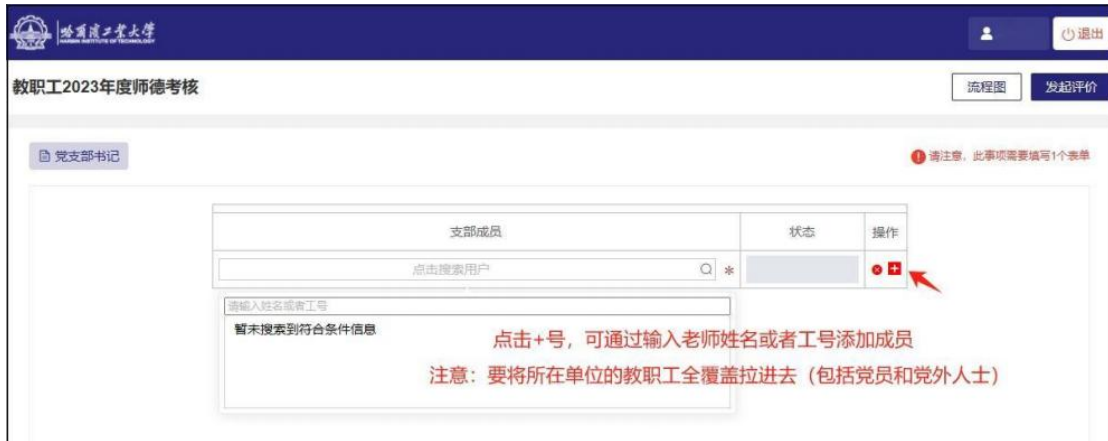 哈爾濱工業大學
HARBIN INSTITUTE OF TECHNOLOGY
退出
教职工2023年度师德考核
流程图
发起评价
党支部书记
请注意，此事项需要填写1个表单
支部成员
状态
操作
点击搜索用户
*
请输入姓名或者工号
暂未搜索到符合条件信息
点击+号，可通过输入老师姓名或者工号添加成员
注意：要将所在单位的教职工全覆盖拉进去（包括党员和党外人士）